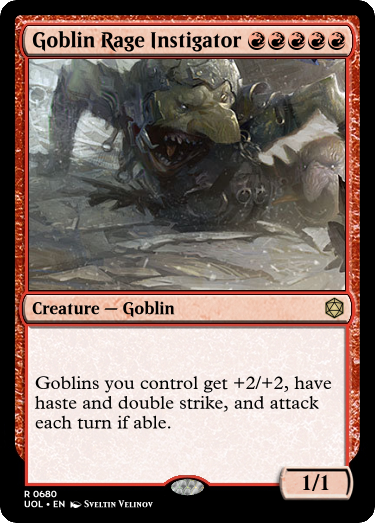 Goblin Rage Instigator
Creature — Goblin
Goblins you control get +2/+2, have
haste and double strike, and attack
each turn if able.
1/1
R 0680
UOL • EN Sveltin Velinov